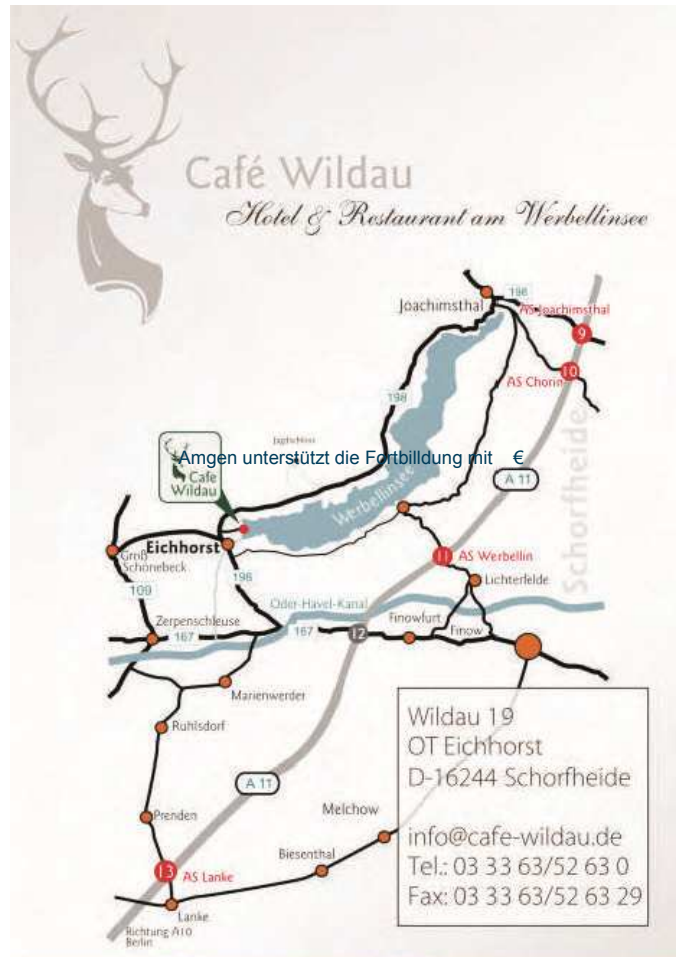 Café Wildau
Hotel & Restaurant am Werbellinsee
Joachimsthal
198
AS Joachimsthal
9
10
AS Chorin
198
Schorfheide
Jagdschloss
Amgen unterstützt die Fortbilldung mit €
Cafe
Wildau
A 11
Werbellinsee
Eichhorst
Groß
Schönebeck
11
AS Werbellin
198
Lichterfelde
109
Oder-Havel-Kanal
Zerpenschleuse
167
167
12
Finowfurt
Finow
Marienwerder
Ruhlsdorf
A 11
Prenden
Melchow
Biesenthal
13
AS Lanke
Lanke
Richtung A10
Berlin
Wildau 19
OT Eichhorst
D-16244 Schorfheide
info@cafe-wildau.de
Tel.: 03 33 63/52 63 0
Fax: 03 33 63/52 63 29